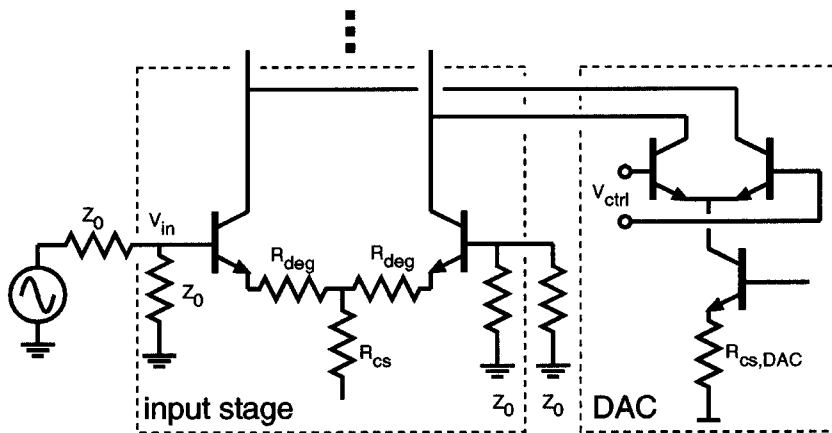 Z0
Vin
Z0
Rdeg
Rdeg
Rcs
Z0
Z0
input stage
Vctrl
Rcs,DAC
DAC